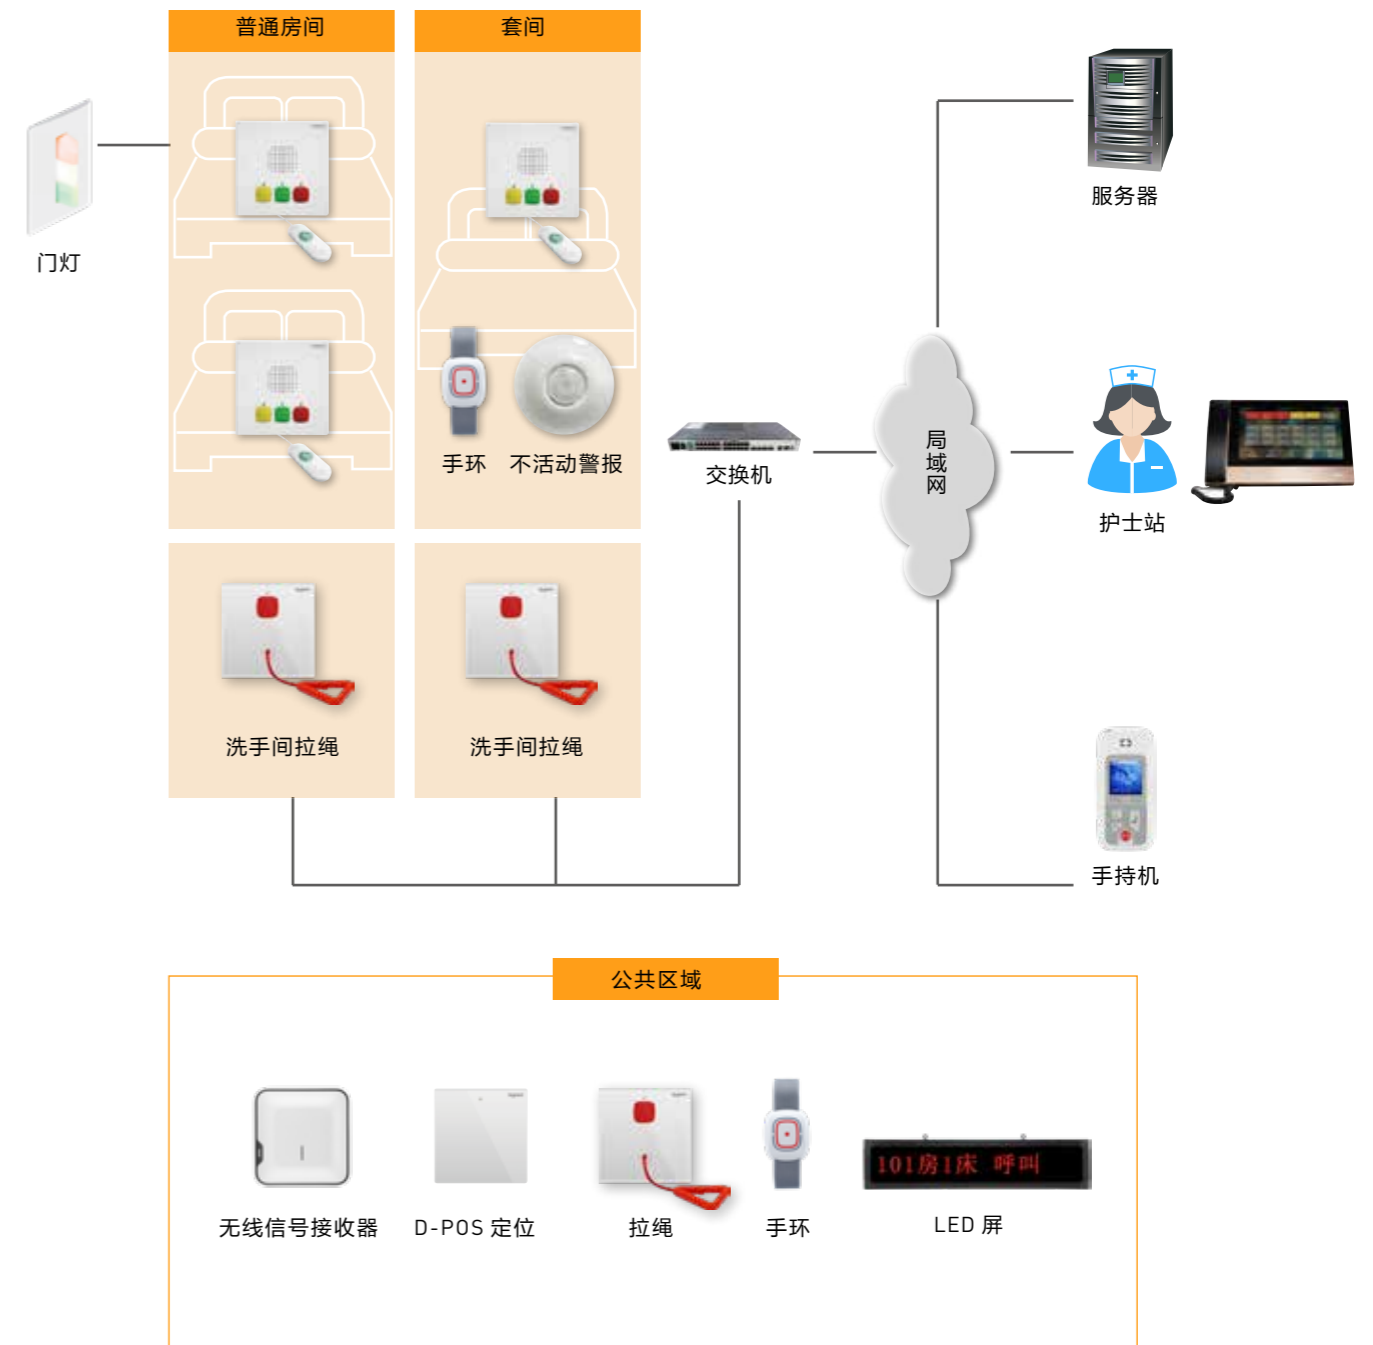 普通房间
套间
门灯
服务器
手环
不活动警报
交换机
局域网
护士站
洗手间拉绳
洗手间拉绳
手持机
公共区域
101房1床 呼叫
无线信号接收器
D-POS 定位
拉绳
手环
LED 屏